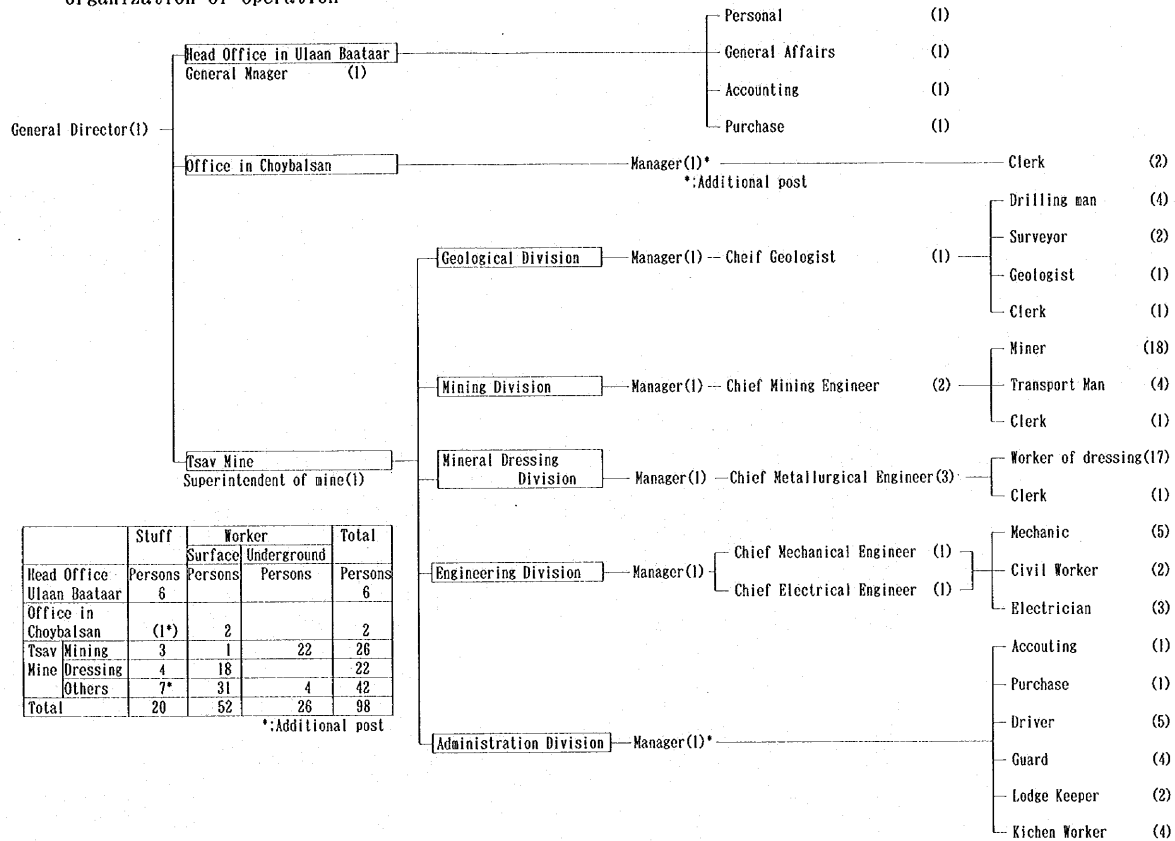 organization of operation
Personal (1)
Head Office in Ulaan Baataar
General Mnager (1)
General Affairs (1)
Accounting (1)
Purchase (1)
General Director(1)
Office in Choybalsan Manager(1)* Clerk (2)
*:Additional post
Drilling man (4)
Surveyor (2)
Geological Division Manager(1) Cheif Geologist (1)
Geologist (1)
Clerk (1)
Miner (18)
Mining Division Manager(1) Chief Mining Engineer (2) Transport Man (4)
Clerk (1)
Tsav Mine
Superintendent of mine(1)
Mineral Dressing
Division Manager(1) Chief Metallurgical Engineer(3)
Worker of dressing(17)
Clerk (1)
Engineering Division Manager(1)
Chief Mechanical Engineer (1)
Chief Electrical Engineer (1)
Mechanic (5)
Civil Worker (2)
Electrician (3)
Administration Division Manager(1)*
Accouting (1)
Purchase (1)
Driver (5)
Guard (4)
Lodge Keeper (2)
Kichen Worker (4)
Stuff Worker Total
Surface Underground
Head Office Persons Persons Persons Persons
Ulaan Baataar 6 6
Office in
Choybalsan (1*) 2 2
Tsav Mining 3 1 22 26
Mine Dressing 4 18 22
Others 7* 31 4 42
Total 20 52 26 98
*:Additional post